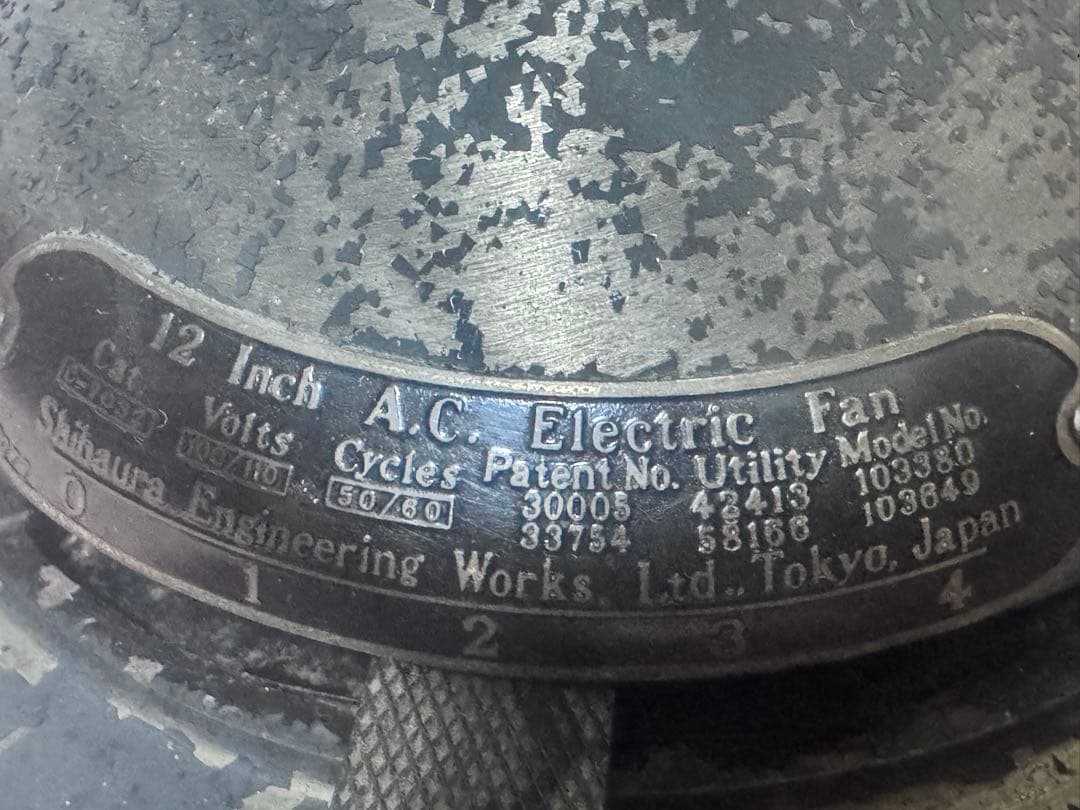 12 Inch A.C. Electric Fan
Cat. Volts Cycles Patent No. Utility Model No.
100/110 50/60 30005 42413 103380
33754 58166 103649
Shibaura Engineering Works, Ltd., Tokyo, Japan
0 1 2 3 4